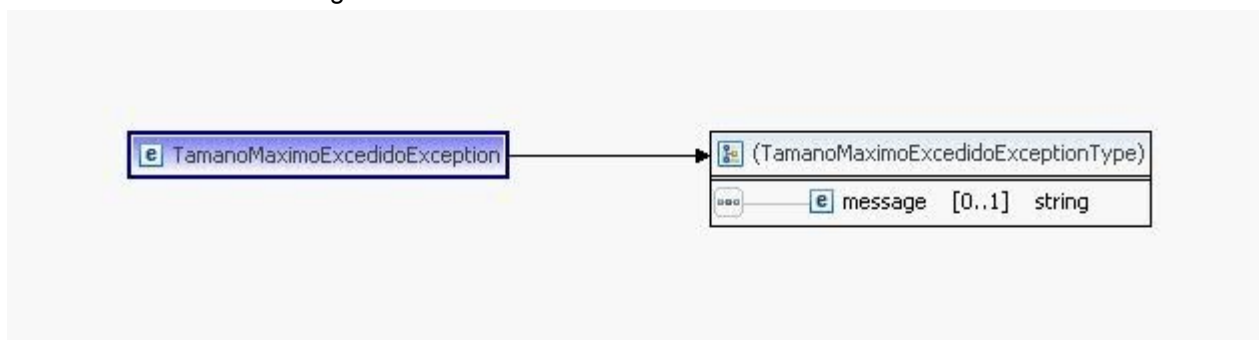 TamanoMaximoExcedidoException
(TamanoMaximoExcedidoExceptionType)
message [0..1] string